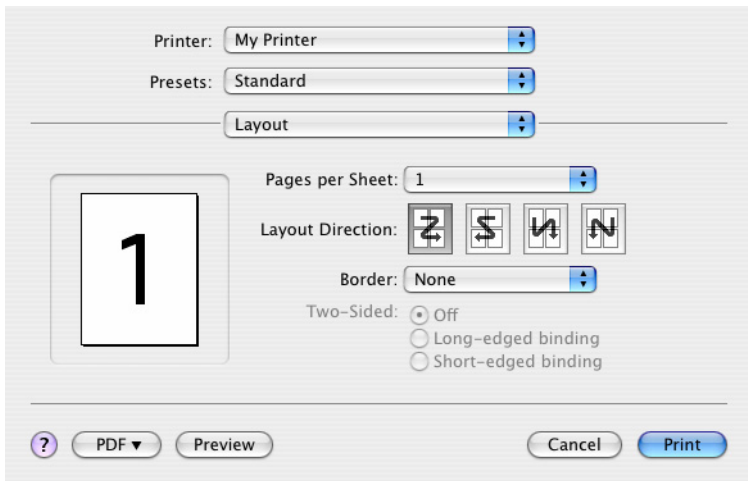 Printer: My Printer
Presets: Standard
Layout
Pages per Sheet: 1
Layout Direction:
1
Border: None
Two-Sided: Off
Long-edged binding
Short-edged binding
? PDF ▼ Preview Cancel Print